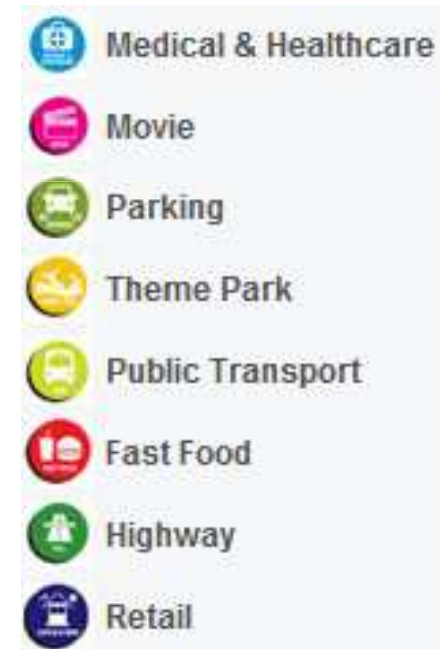 Medical & Healthcare
Movie
Parking
Theme Park
Public Transport
Fast Food
Highway
Retail